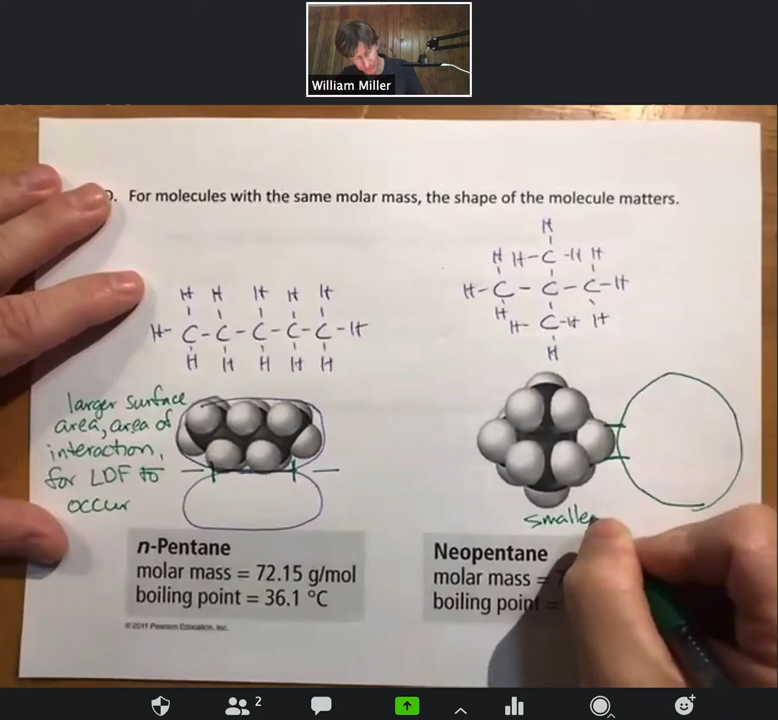 William Miller
For molecules with the same molar mass, the shape of the molecule matters.
H
H H-C-H H
H-C-C-C-H
H H-C-H H
H
H H H H H
H-C-C-C-C-C-H
H H H H H
larger surface
area, area of
interaction,
for LDF to
occur
smalle
n-Pentane
molar mass = 72.15 g/mol
boiling point = 36.1 °C
Neopentane
molar mass = 7
boiling point =
© 2011 Pearson Education, Inc.
2